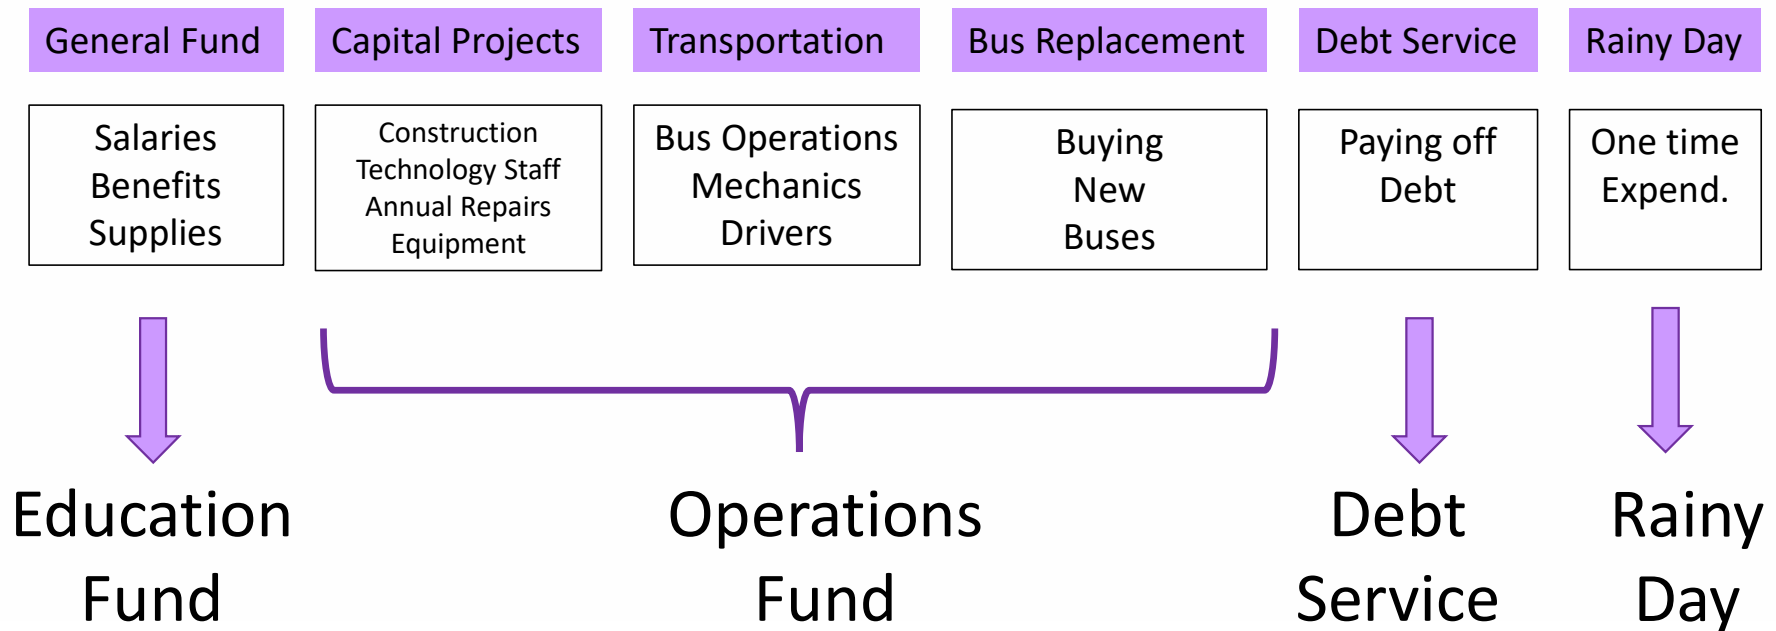 General Fund
Capital Projects
Transportation
Bus Replacement
Debt Service
Rainy Day
Salaries
Benefits
Supplies
Construction
Technology Staff
Annual Repairs
Equipment
Bus Operations
Mechanics
Drivers
Buying
New
Buses
Paying off
Debt
One time
Expend.
Education
Fund
Operations
Fund
Debt
Service
Rainy
Day